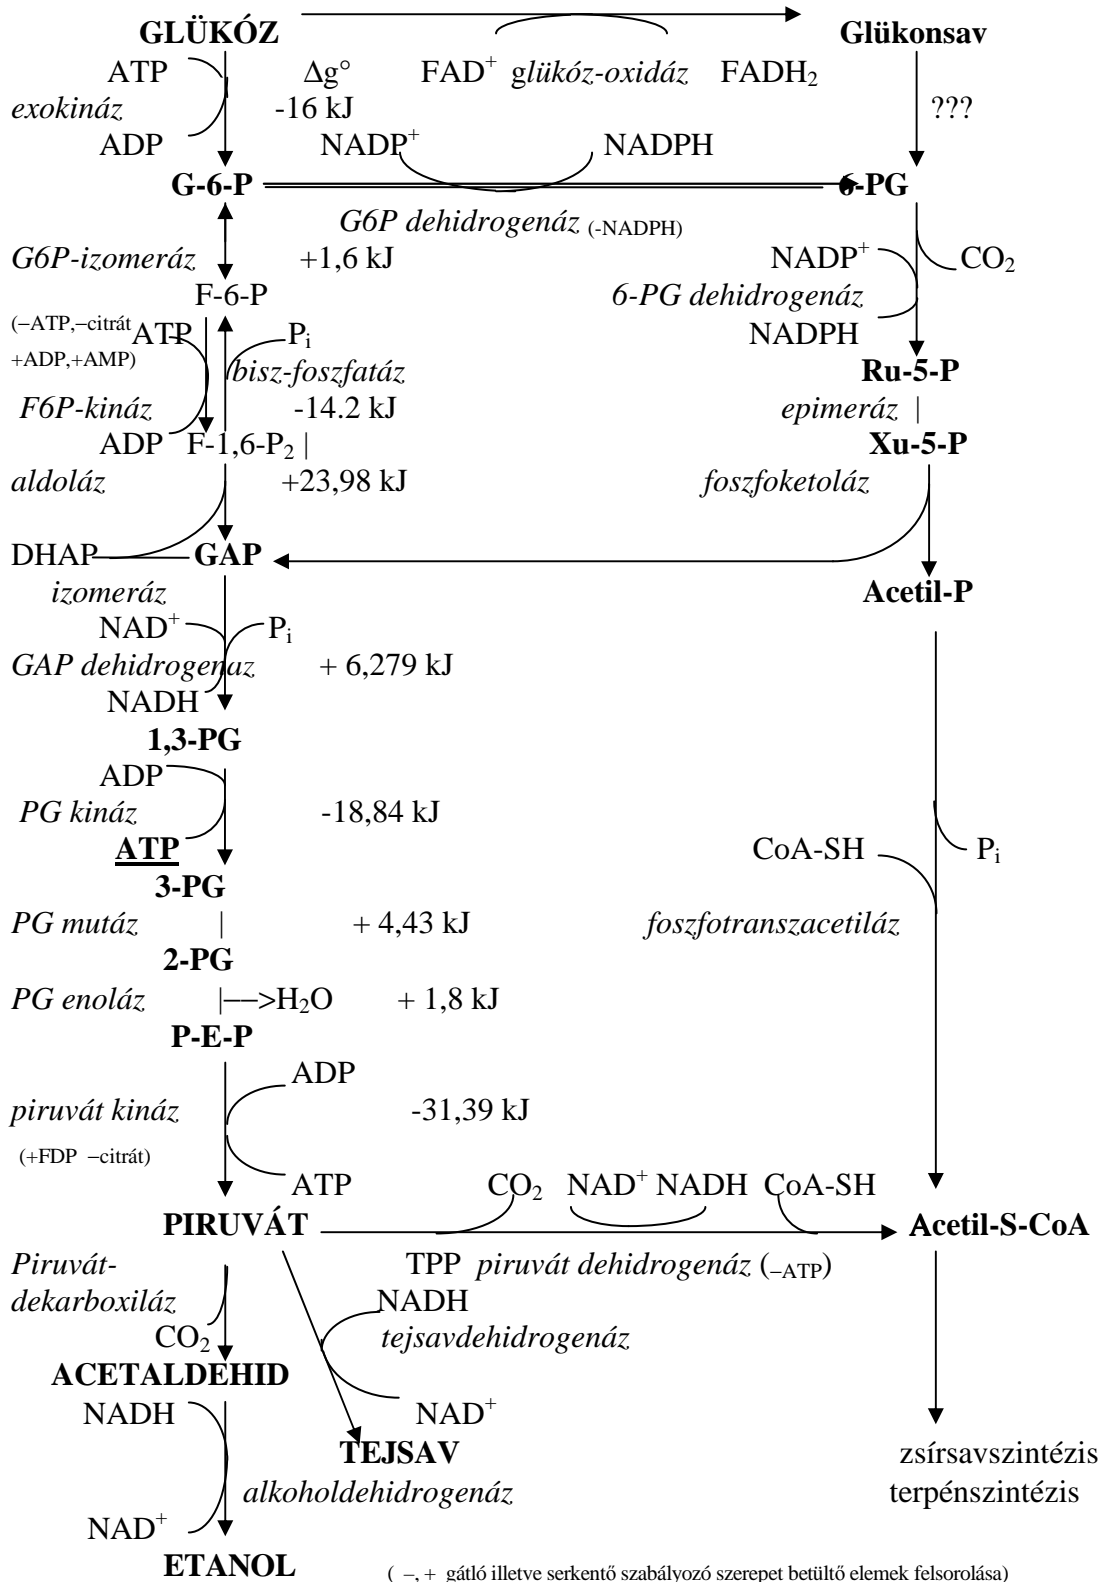 GLÜKÓZ Glükonsav
ATP Δg° FAD+ glükóz-oxidáz FADH2
exokináz -16 kJ ???
ADP NADP+ NADPH
G-6-P 6-PG
G6P dehidrogenáz (-NADPH)
G6P-izomeráz +1,6 kJ NADP+ CO2
F-6-P 6-PG dehidrogenáz
(−ATP,−citrát ATP Pi NADPH
+ADP,+AMP) bisz-foszfatáz Ru-5-P
F6P-kináz -14.2 kJ epimeráz |
ADP F-1,6-P2 | Xu-5-P
aldoláz +23,98 kJ foszfoketoláz
DHAP GAP
izomeráz Acetil-P
NAD+ Pi
GAP dehidrogenaz + 6,279 kJ
NADH
1,3-PG
ADP
PG kináz -18,84 kJ
ATP CoA-SH Pi
3-PG
PG mutáz | + 4,43 kJ foszfotranszacetiláz
2-PG
PG enoláz |−−>H2O + 1,8 kJ
P-E-P
ADP
piruvát kináz -31,39 kJ
(+FDP −citrát)
ATP CO2 NAD+ NADH CoA-SH
PIRUVÁT Acetil-S-CoA
Piruvát- TPP piruvát dehidrogenáz (−ATP)
dekarboxiláz NADH
CO2 tejsavdehidrogenáz
ACETALDEHID
NADH NAD+
TEJSAV zsírsavszintézis
alkoholdehidrogenáz terpénszintézis
NAD+
ETANOL ( −, + gátló illetve serkentő szabályozó szerepet betültő elemek felsorolása)